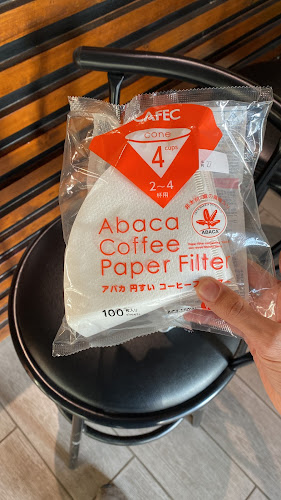 CAFEC
cone
4
cups
2~4
杯用
ABACA
Abaca
Coffee
Paper Filter
アバカ 円すい コーヒー
100